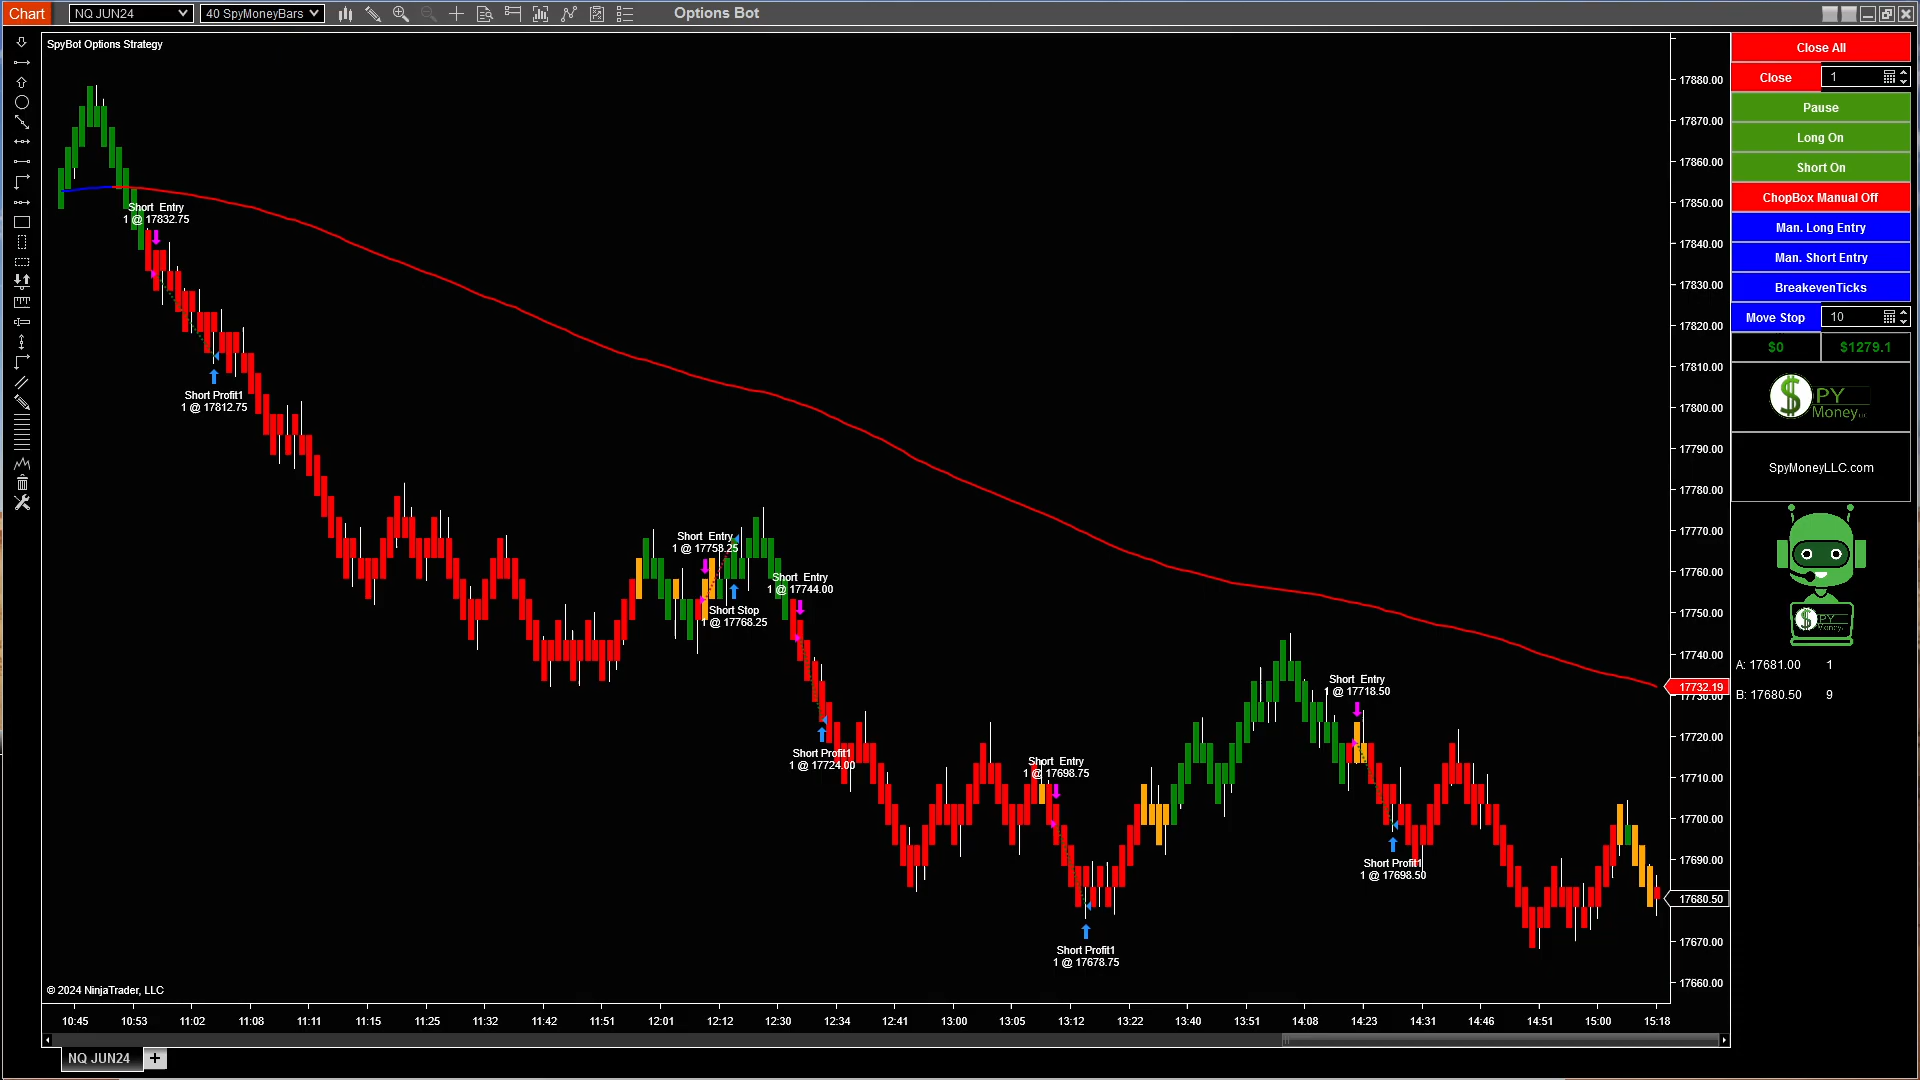 Chart
NQ JUN24
40 SpyMoneyBars
Options Bot
SpyBot Options Strategy
Short Entry
1 @ 17832.75
Short Profit1
1 @ 17812.75
Short Entry
1 @ 17758.25
Short Stop
1 @ 17768.25
Short Entry
1 @ 17744.00
Short Profit1
1 @ 17724.00
Short Entry
1 @ 17698.75
Short Profit1
1 @ 17678.75
Short Entry
1 @ 17718.50
Short Profit1
1 @ 17698.50
17880.00
17870.00
17860.00
17850.00
17840.00
17830.00
17820.00
17810.00
17800.00
17790.00
17780.00
17770.00
17760.00
17750.00
17740.00
17732.19
17730.00
17720.00
17710.00
17700.00
17690.00
17680.50
17670.00
17660.00
© 2024 NinjaTrader, LLC
10:45 10:53 11:02 11:08 11:11 11:15 11:25 11:32 11:42 11:51 12:01 12:12 12:30 12:34 12:41 13:00 13:05 13:12 13:22 13:40 13:51 14:08 14:23 14:31 14:46 14:51 15:00 15:18
NQ JUN24
+
Close All
Close 1
Pause
Long On
Short On
ChopBox Manual Off
Man. Long Entry
Man. Short Entry
BreakevenTicks
Move Stop 10
$0 $1279.1
$PY
Money
SpyMoneyLLC.com
$PY
Money
A: 17681.00 1
B: 17680.50 9